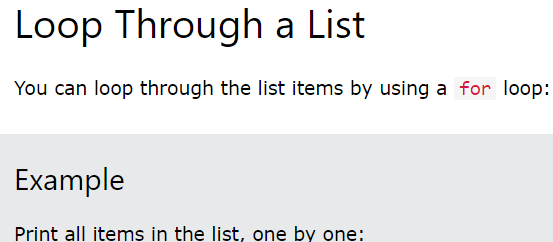 Loop Through a List
You can loop through the list items by using a for loop:
Example
Print all items in the list, one by one: